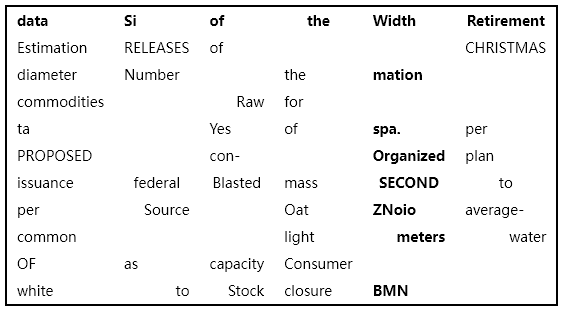 data Si of the Width Retirement
Estimation RELEASES of CHRISTMAS
diameter Number the mation
commodities Raw for
ta Yes of spa. per
PROPOSED con- Organized plan
issuance federal Blasted mass SECOND to
per Source Oat ZNoio average-
common light meters water
OF as capacity Consumer
white to Stock closure BMN